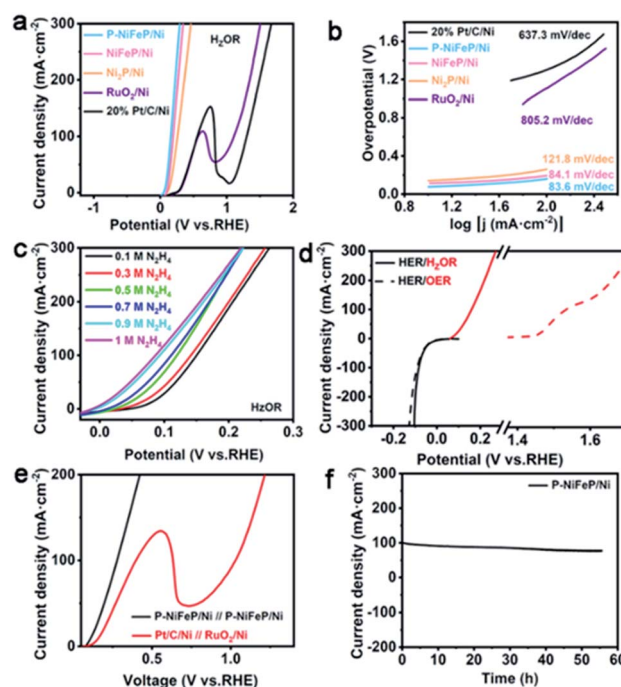 a
P-NiFeP/Ni
NiFeP/Ni
Ni₂P/Ni
RuO₂/Ni
20% Pt/C/Ni
H₂OR
Current density (mA·cm⁻²)
300
200
100
0
-1
0
1
2
Potential (V vs.RHE)
b
20% Pt/C/Ni
P-NiFeP/Ni
NiFeP/Ni
Ni₂P/Ni
RuO₂/Ni
637.3 mV/dec
805.2 mV/dec
121.8 mV/dec
84.1 mV/dec
83.6 mV/dec
Overpotential (V)
1.6
1.2
0.8
0.4
0.0
1.0
1.5
2.0
2.5
log |j (mA·cm⁻²)|
c
0.1 M N₂H₄
0.3 M N₂H₄
0.5 M N₂H₄
0.7 M N₂H₄
0.9 M N₂H₄
1 M N₂H₄
HzOR
Current density (mA·cm⁻²)
300
200
100
0
0.0
0.1
0.2
0.3
Potential (V vs.RHE)
d
HER/H₂OR
HER/OER
Current density (mA·cm⁻²)
300
200
100
0
-100
-200
-300
-0.2
0.0
0.2
1.4
1.6
Potential (V vs.RHE)
e
P-NiFeP/Ni // P-NiFeP/Ni
Pt/C/Ni // RuO₂/Ni
Current density (mA·cm⁻²)
200
100
0
0.5
1.0
Voltage (V vs.RHE)
f
P-NiFeP/Ni
Current density (mA·cm⁻²)
200
100
0
-100
-200
0
10
20
30
40
50
60
Time (h)